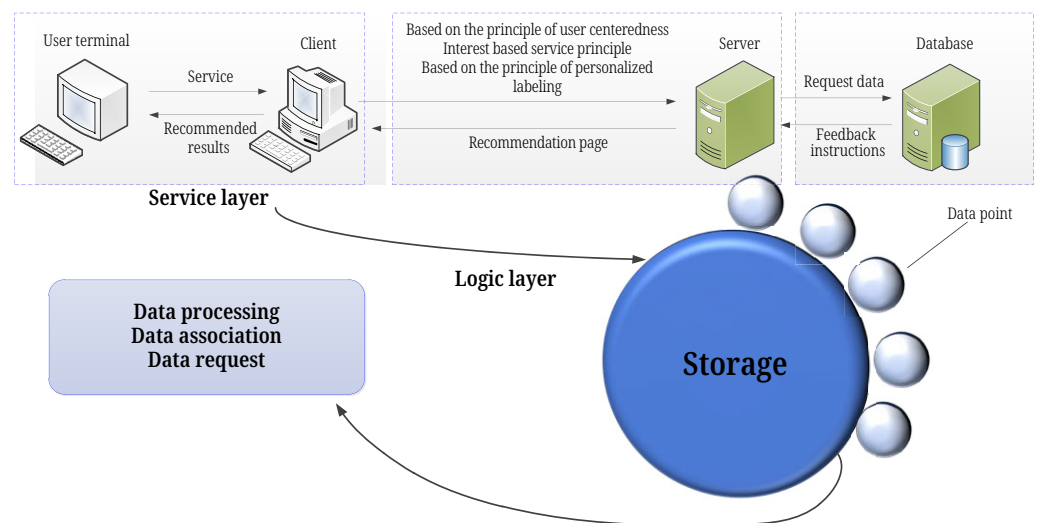 User terminal
Client
Service
Recommended
results
Based on the principle of user centeredness
Interest based service principle
Based on the principle of personalized
labeling
Recommendation page
Server
Database
Request data
Feedback
instructions
Service layer
Data point
Logic layer
Data processing
Data association
Data request
Storage